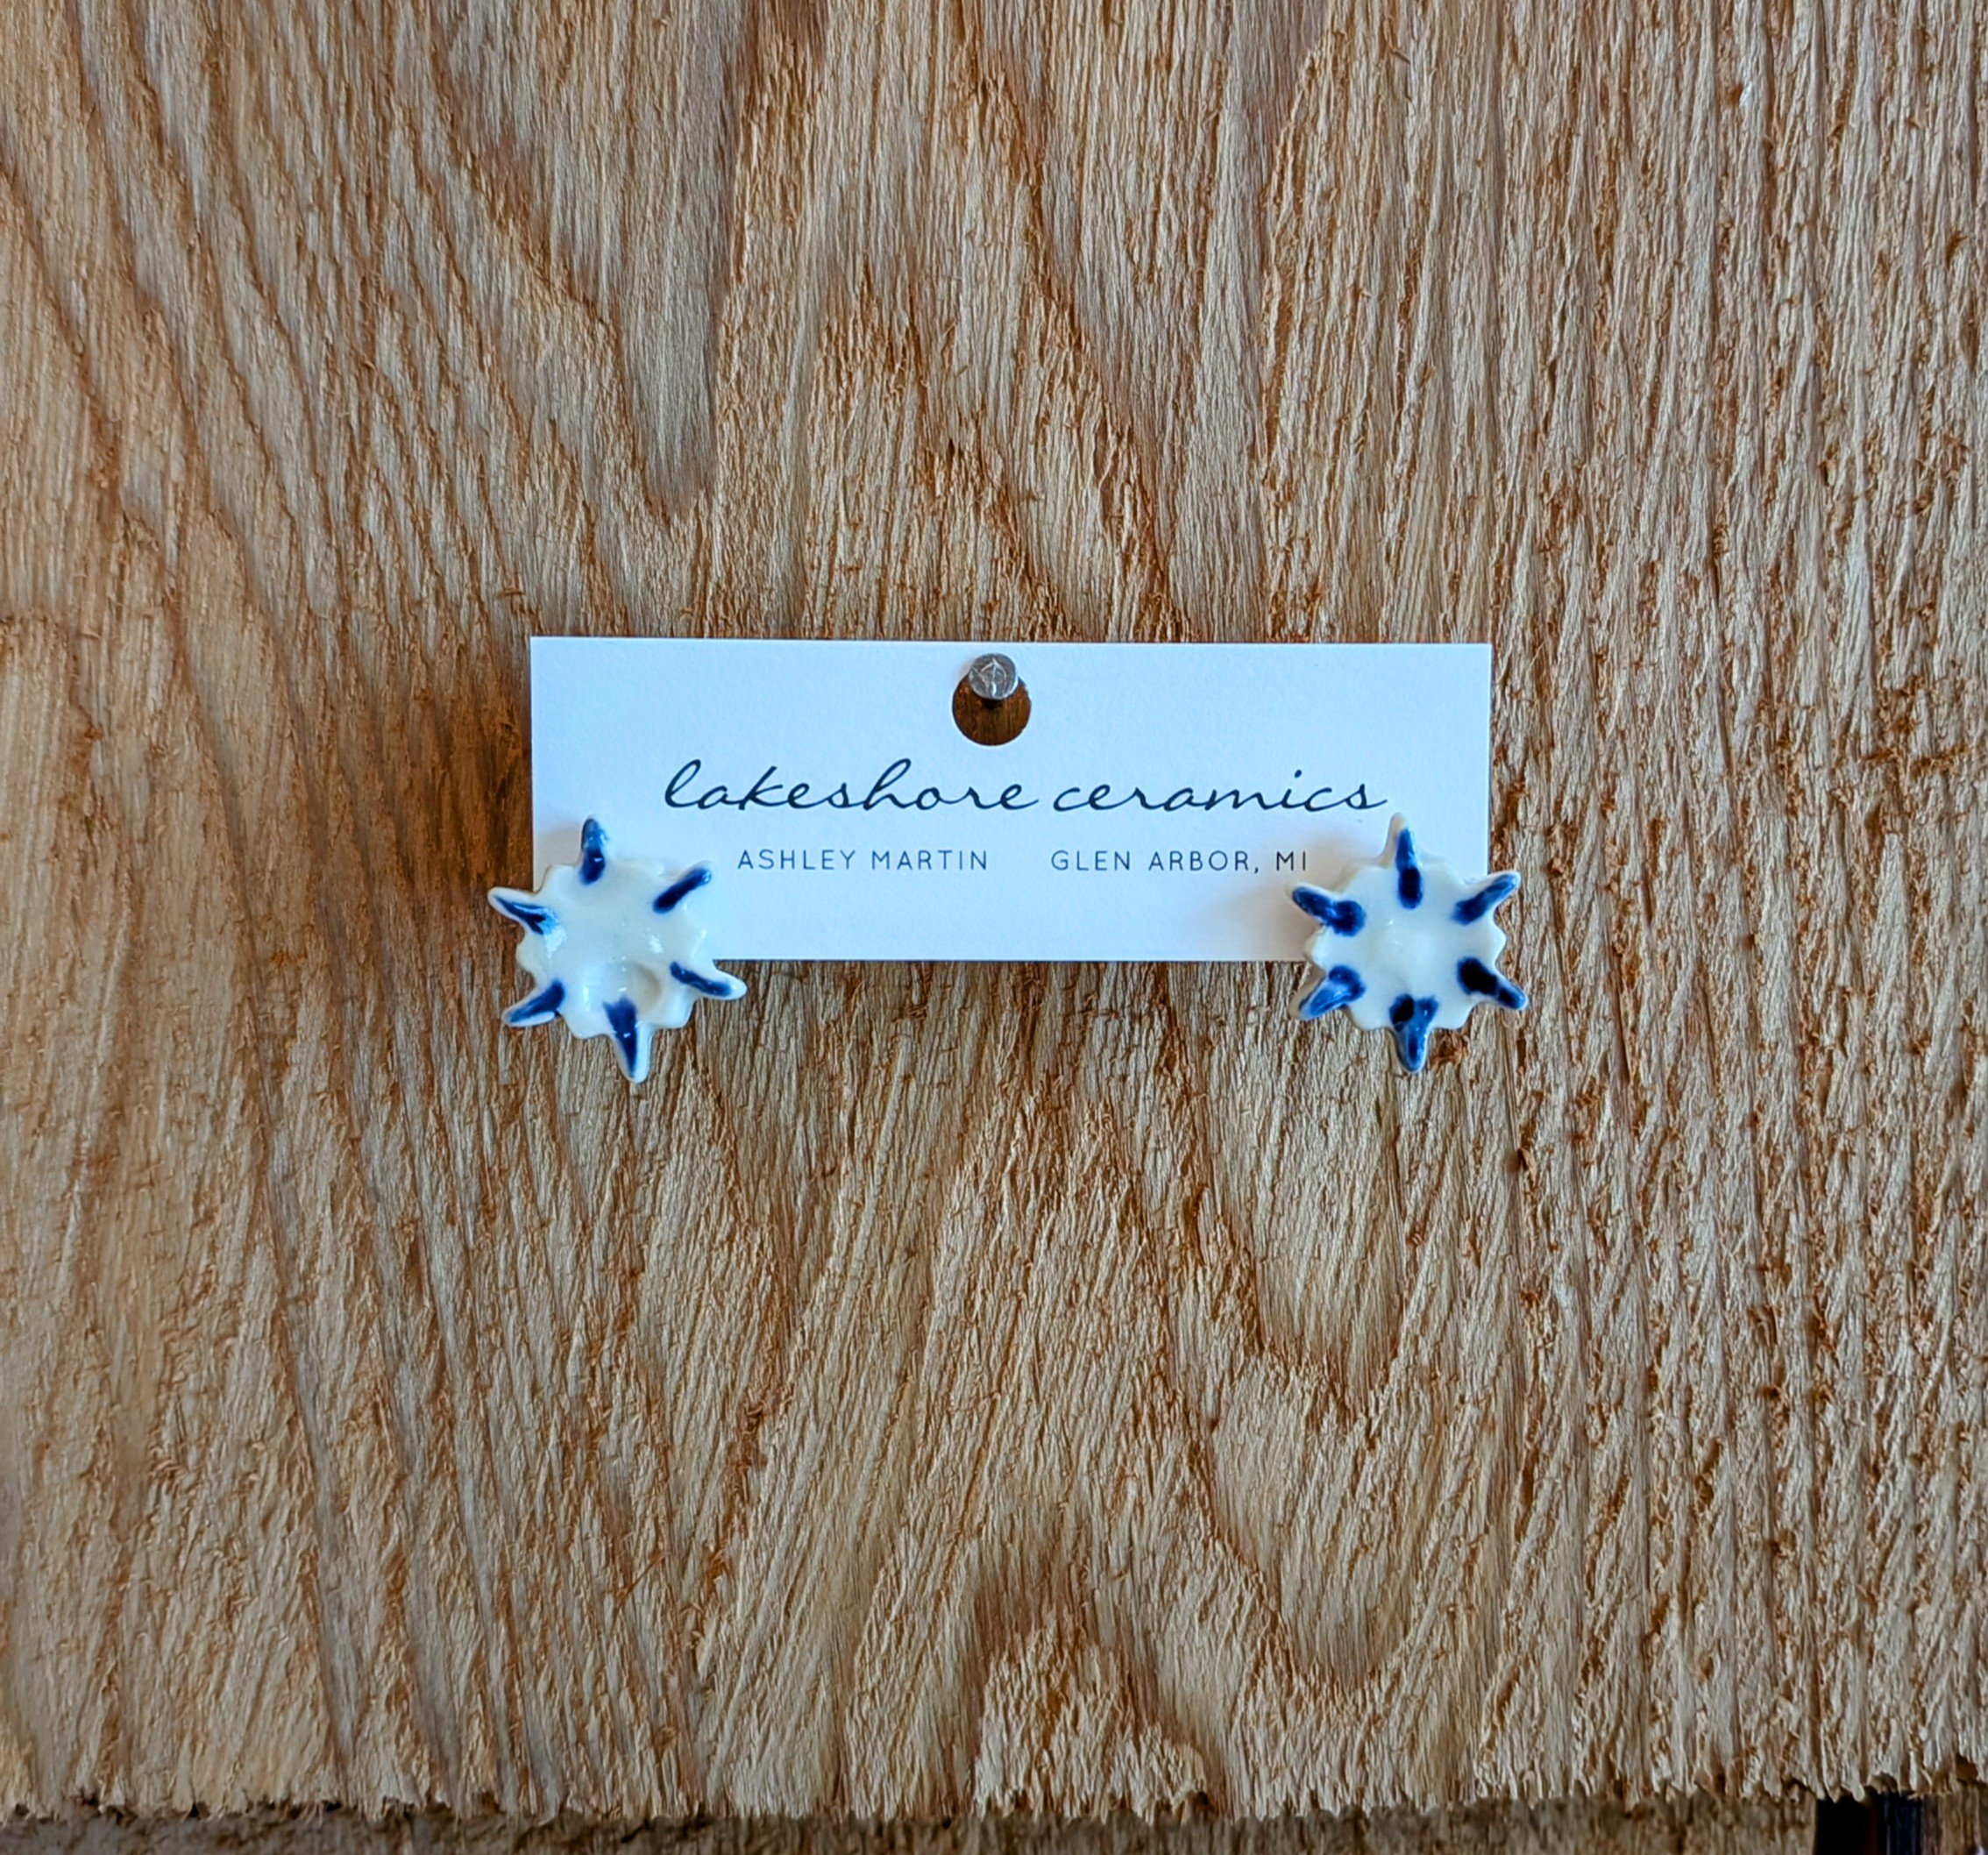 lakeshore ceramics
ASHLEY MARTIN GLEN ARBOR, MI